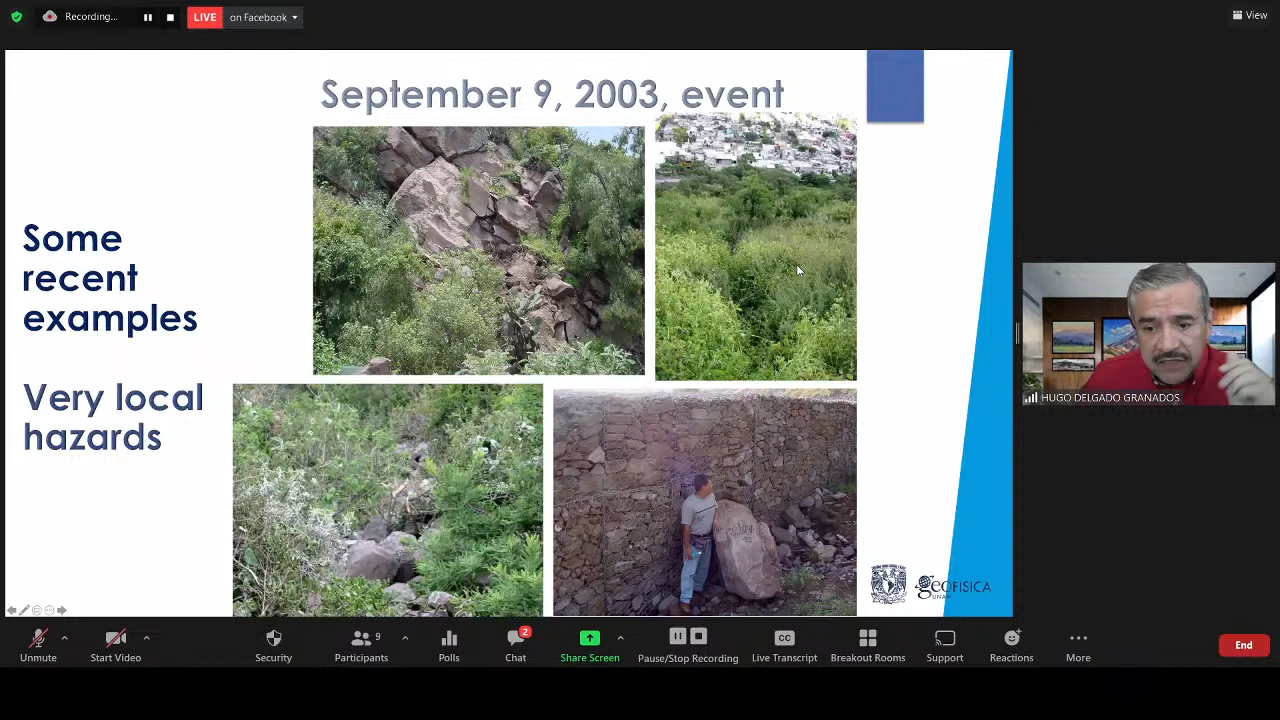 Recording...
LIVE
on Facebook
View
September 9, 2003, event
Some
recent
examples
Very local
hazards
HUGO DELGADO GRANADOS
GEOFISICA
UNAM
Unmute
Start Video
Security
9
Participants
Polls
2
Chat
Share Screen
Pause/Stop Recording
CC
Live Transcript
Breakout Rooms
Support
Reactions
More
End